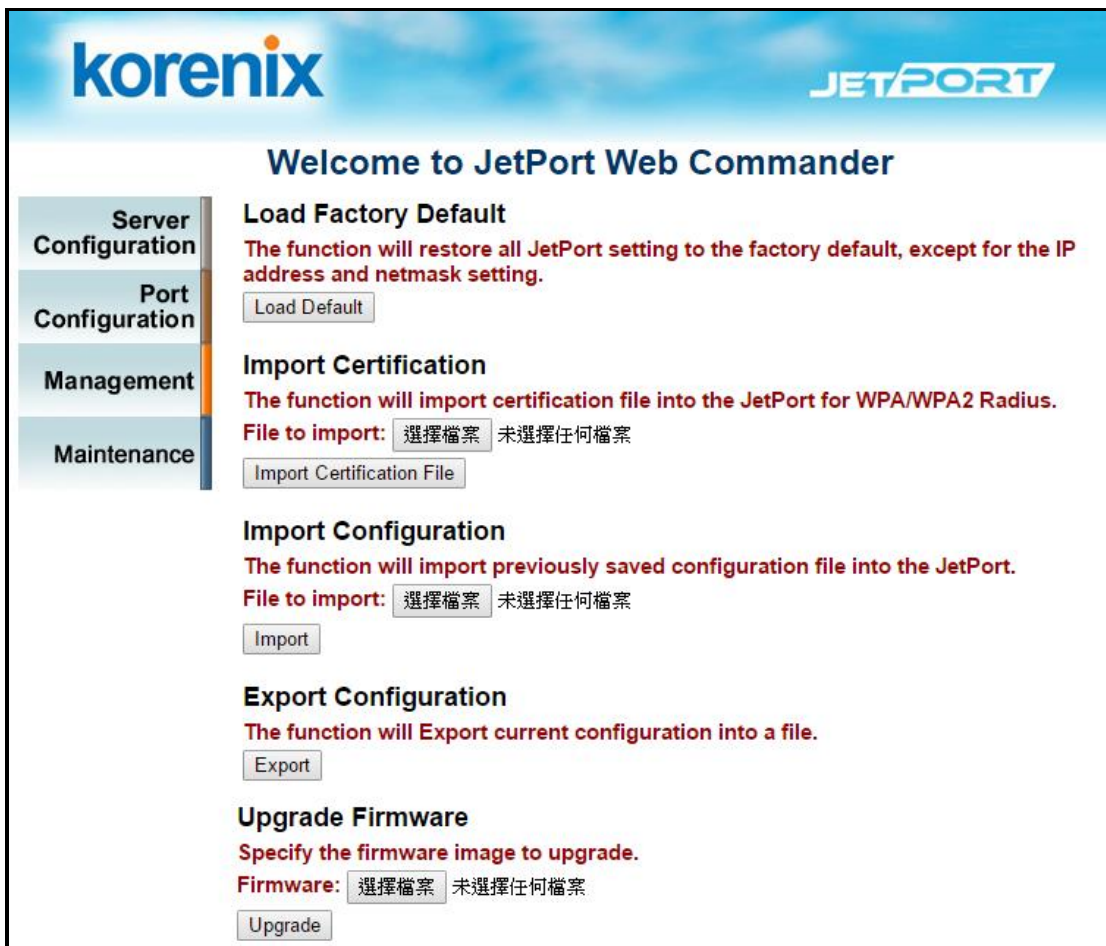 korenix
JET/PORT
Welcome to JetPort Web Commander
Server
Configuration
Port
Configuration
Management
Maintenance
Load Factory Default
The function will restore all JetPort setting to the factory default, except for the IP
address and netmask setting.
Load Default
Import Certification
The function will import certification file into the JetPort for WPA/WPA2 Radius.
File to import: 選擇檔案 未選擇任何檔案
Import Certification File
Import Configuration
The function will import previously saved configuration file into the JetPort.
File to import: 選擇檔案 未選擇任何檔案
Import
Export Configuration
The function will Export current configuration into a file.
Export
Upgrade Firmware
Specify the firmware image to upgrade.
Firmware: 選擇檔案 未選擇任何檔案
Upgrade